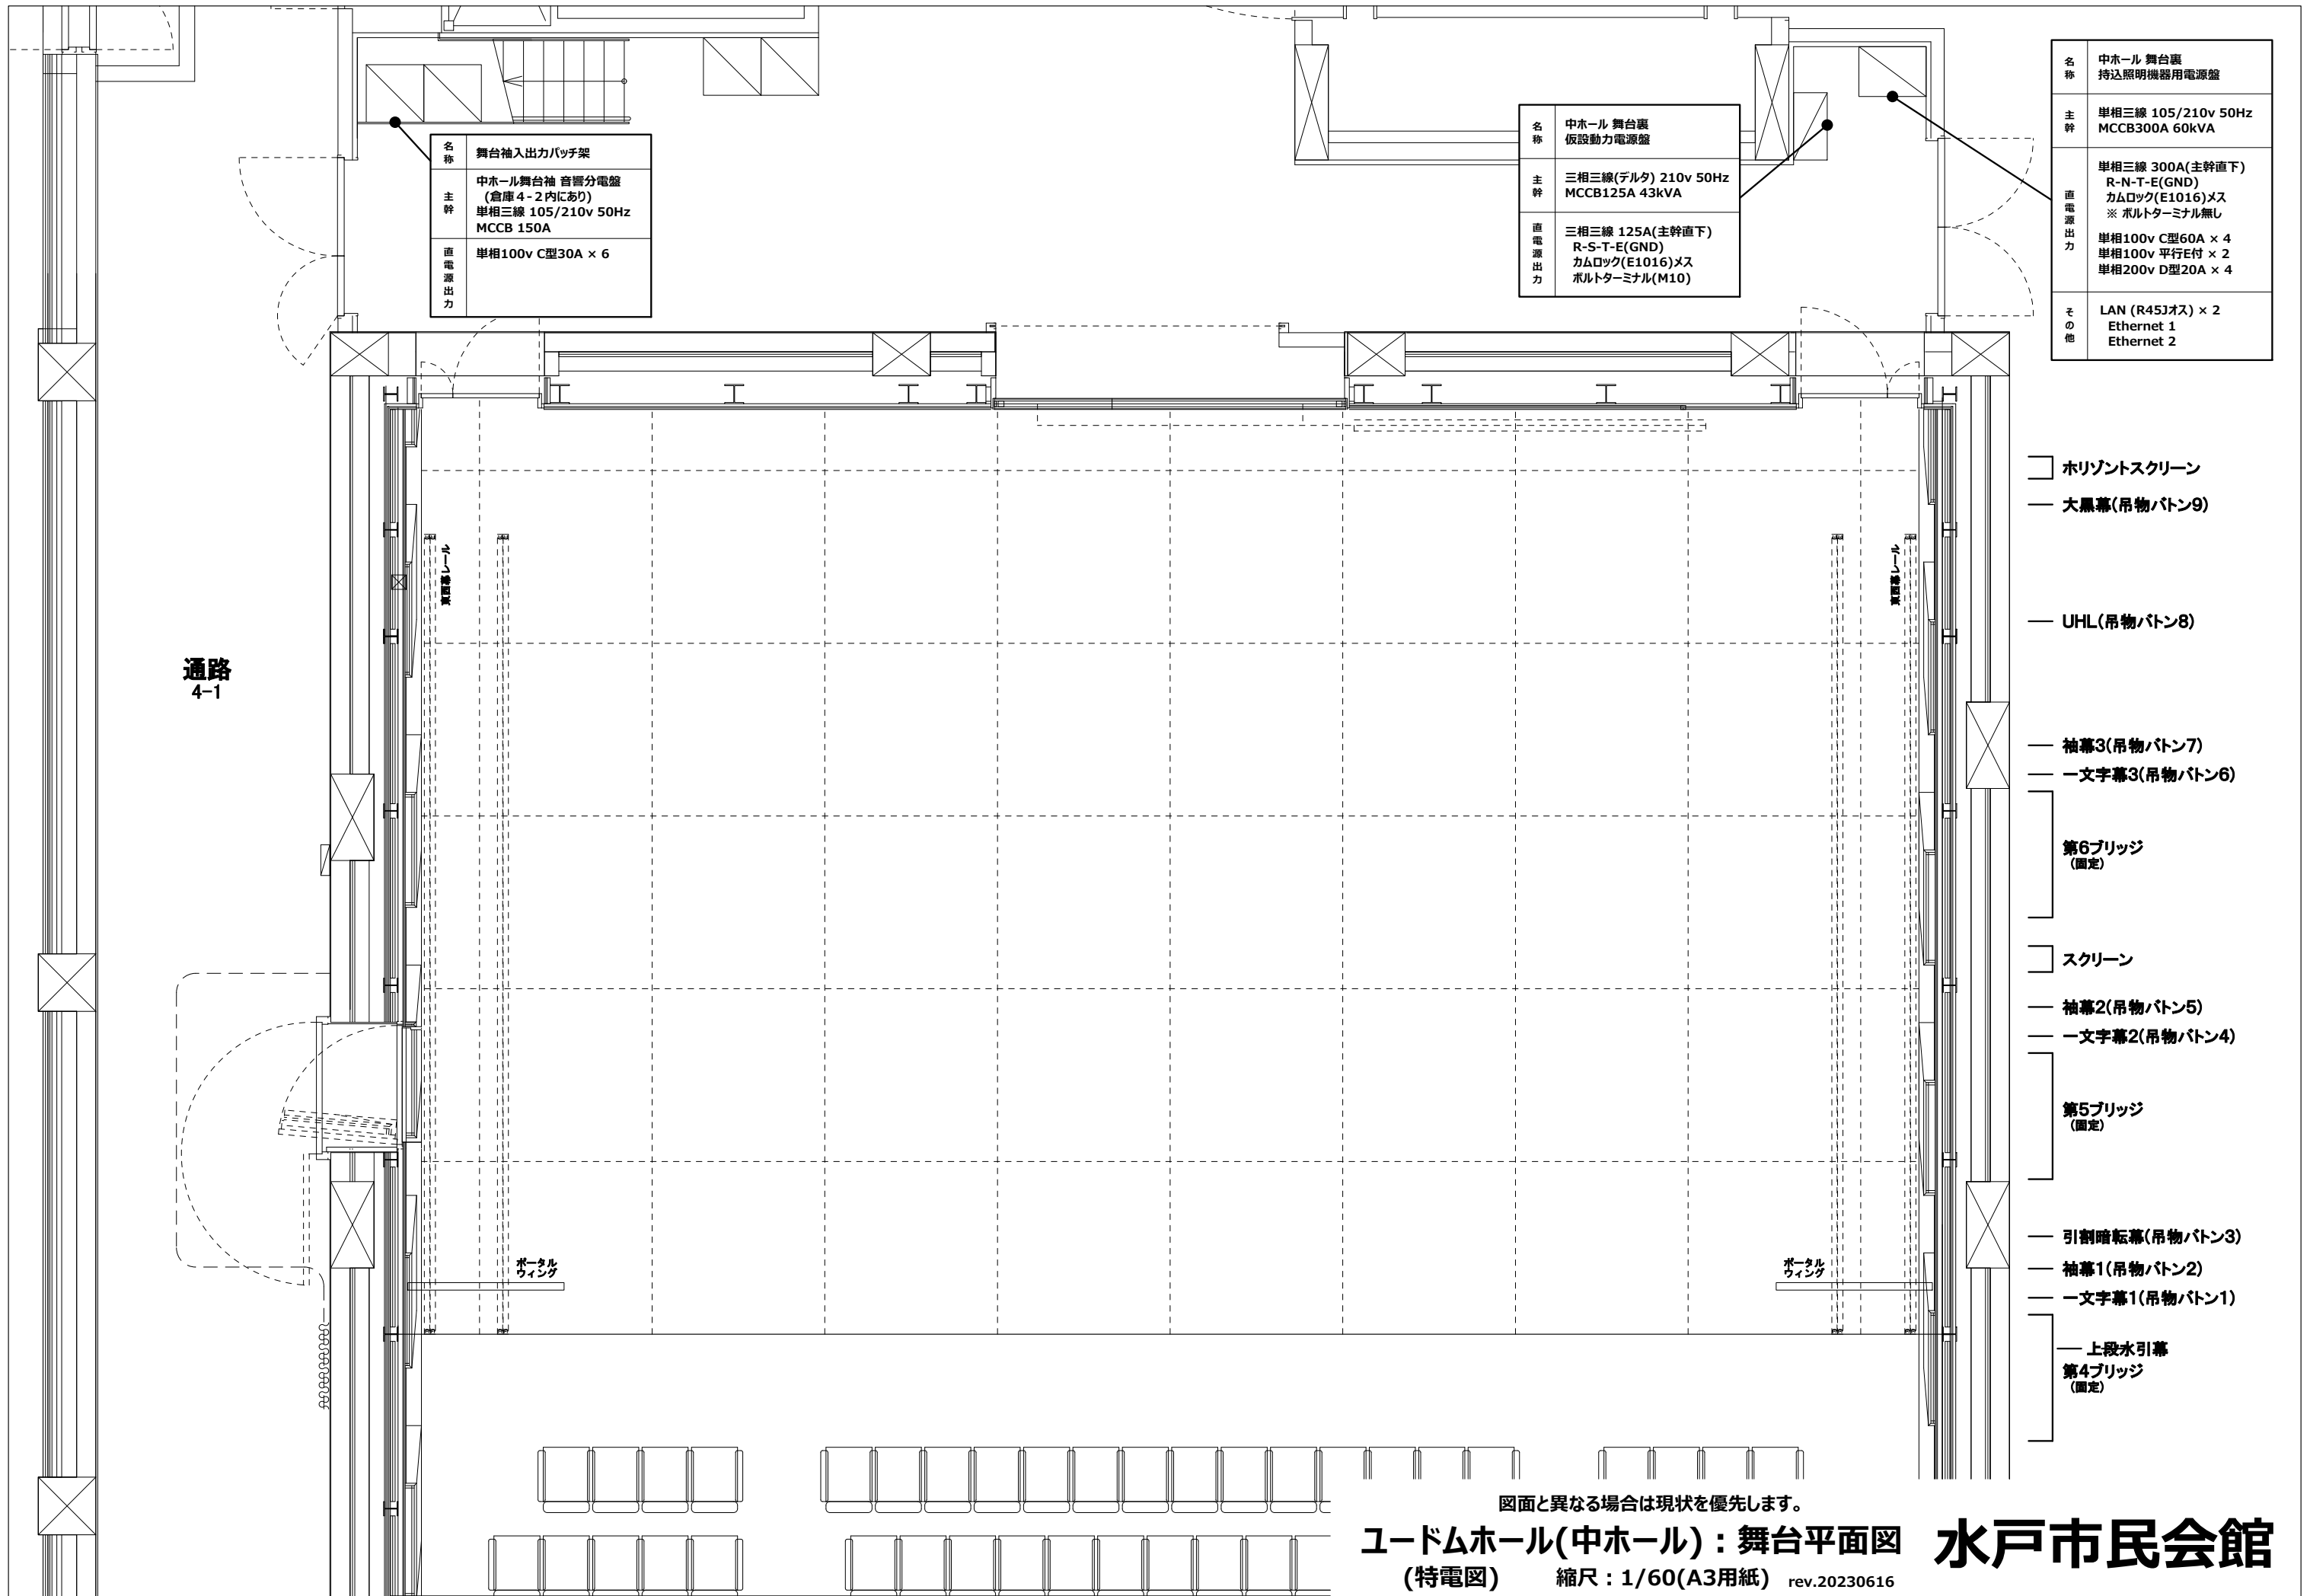 名称
舞台袖入出力パッチ架
主幹
中ホール舞台袖 音響分電盤
(倉庫4-2内にあり)
単相三線 105/210v 50Hz
MCCB 150A
直電源出力
単相100v C型30A × 6
名称
中ホール 舞台裏
仮設動力電源盤
主幹
三相三線(デルタ) 210v 50Hz
MCCB125A 43kVA
直電源出力
三相三線 125A(主幹直下)
R-S-T-E(GND)
カムロック(E1016)メス
ボルトターミナル(M10)
名称
中ホール 舞台裏
持込照明機器用電源盤
主幹
単相三線 105/210v 50Hz
MCCB300A 60kVA
直電源出力
単相三線 300A(主幹直下)
R-N-T-E(GND)
カムロック(E1016)メス
※ ボルトターミナル無し
単相100v C型60A × 4
単相100v 平行E付 × 2
単相200v D型20A × 4
その他
LAN (R45Jオス) × 2
Ethernet 1
Ethernet 2
通路
4-1
東西幕レール
東西幕レール
ホリゾントスクリーン
大黒幕(吊物バトン9)
UHL(吊物バトン8)
袖幕3(吊物バトン7)
一文字幕3(吊物バトン6)
第6ブリッジ
(固定)
スクリーン
袖幕2(吊物バトン5)
一文字幕2(吊物バトン4)
第5ブリッジ
(固定)
引割暗転幕(吊物バトン3)
袖幕1(吊物バトン2)
一文字幕1(吊物バトン1)
上段水引幕
第4ブリッジ
(固定)
ポータル
ウィング
ポータル
ウィング
図面と異なる場合は現状を優先します。
ユードムホール(中ホール)：舞台平面図
(特電図) 縮尺：1/60(A3用紙) rev.20230616
水戸市民会館